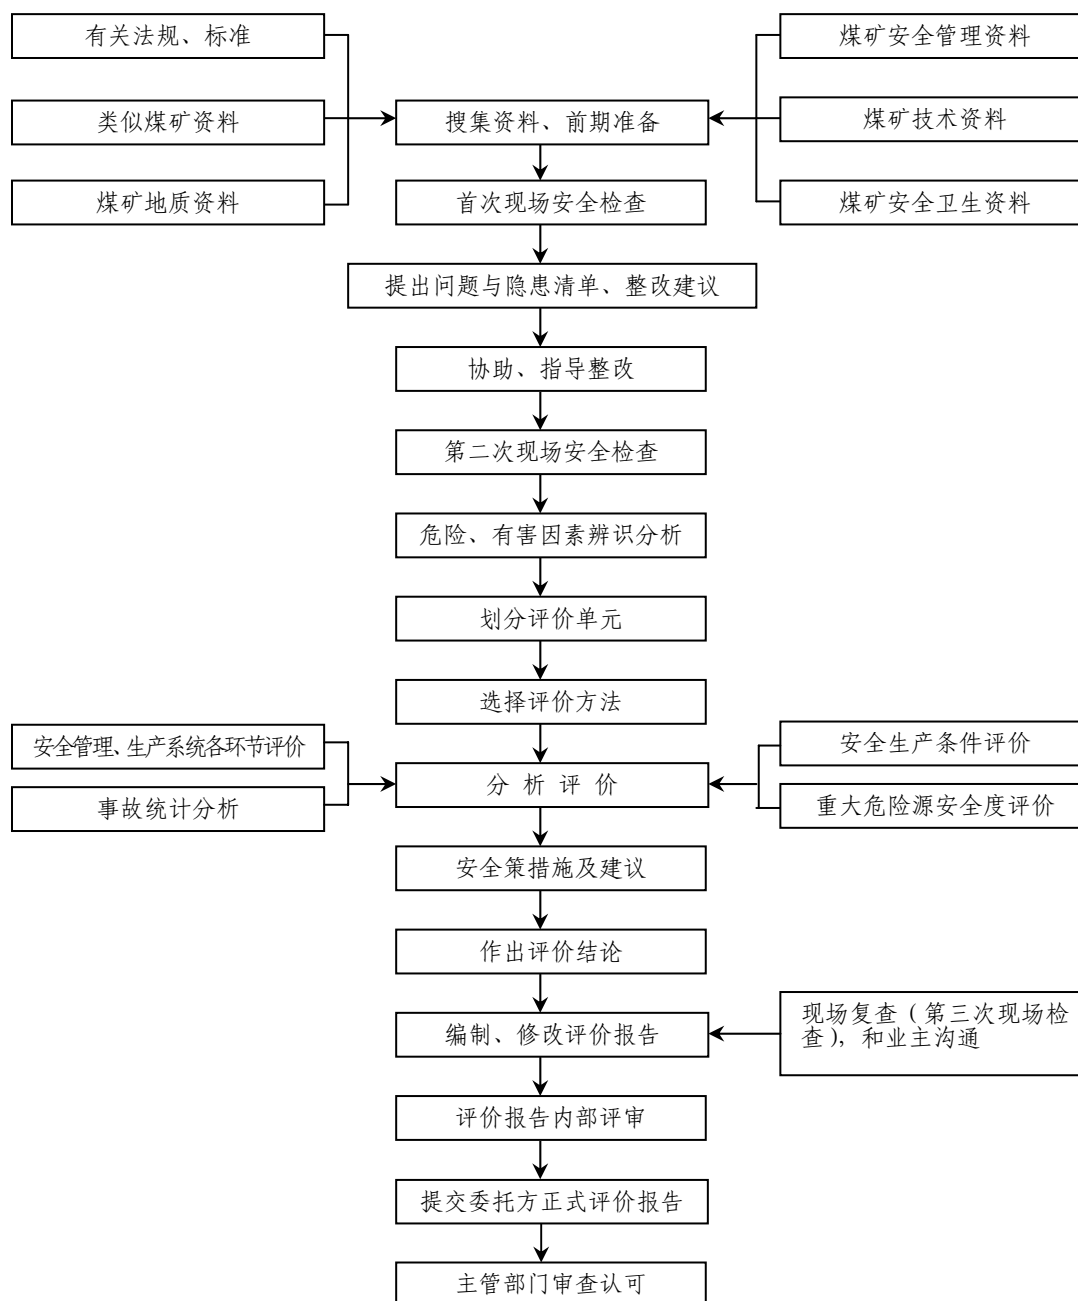 有关法规、标准
煤矿安全管理资料
类似煤矿资料
搜集资料、前期准备
煤矿技术资料
煤矿地质资料
首次现场安全检查
煤矿安全卫生资料
提出问题与隐患清单、整改建议
协助、指导整改
第二次现场安全检查
危险、有害因素辨识分析
划分评价单元
选择评价方法
安全管理、生产系统各环节评价
安全生产条件评价
分 析 评 价
事故统计分析
重大危险源安全度评价
安全策措施及建议
作出评价结论
编制、修改评价报告
现场复查（第三次现场检
查），和业主沟通
评价报告内部评审
提交委托方正式评价报告
主管部门审查认可